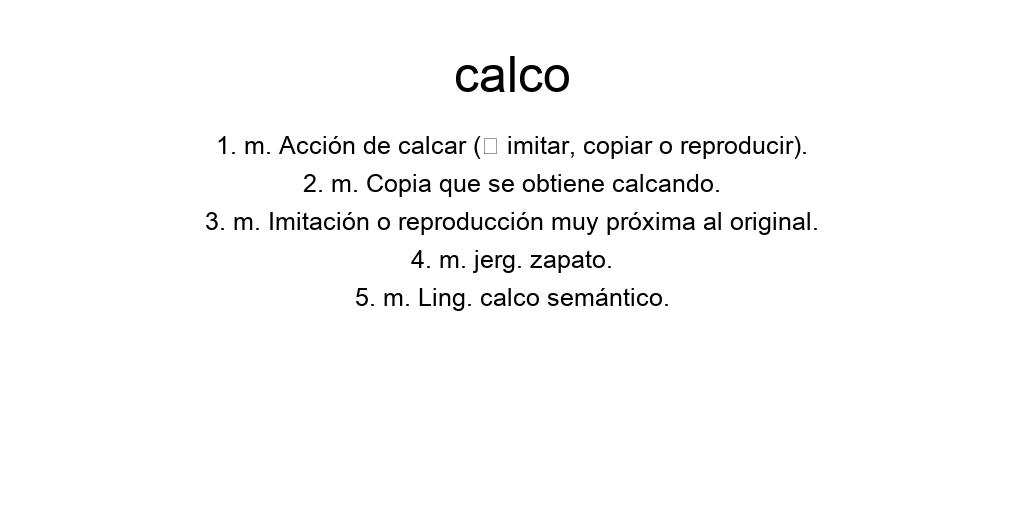 calco
1. m. Acción de calcar (□ imitar, copiar o reproducir).
2. m. Copia que se obtiene calcando.
3. m. Imitación o reproducción muy próxima al original.
4. m. jerg. zapato.
5. m. Ling. calco semántico.